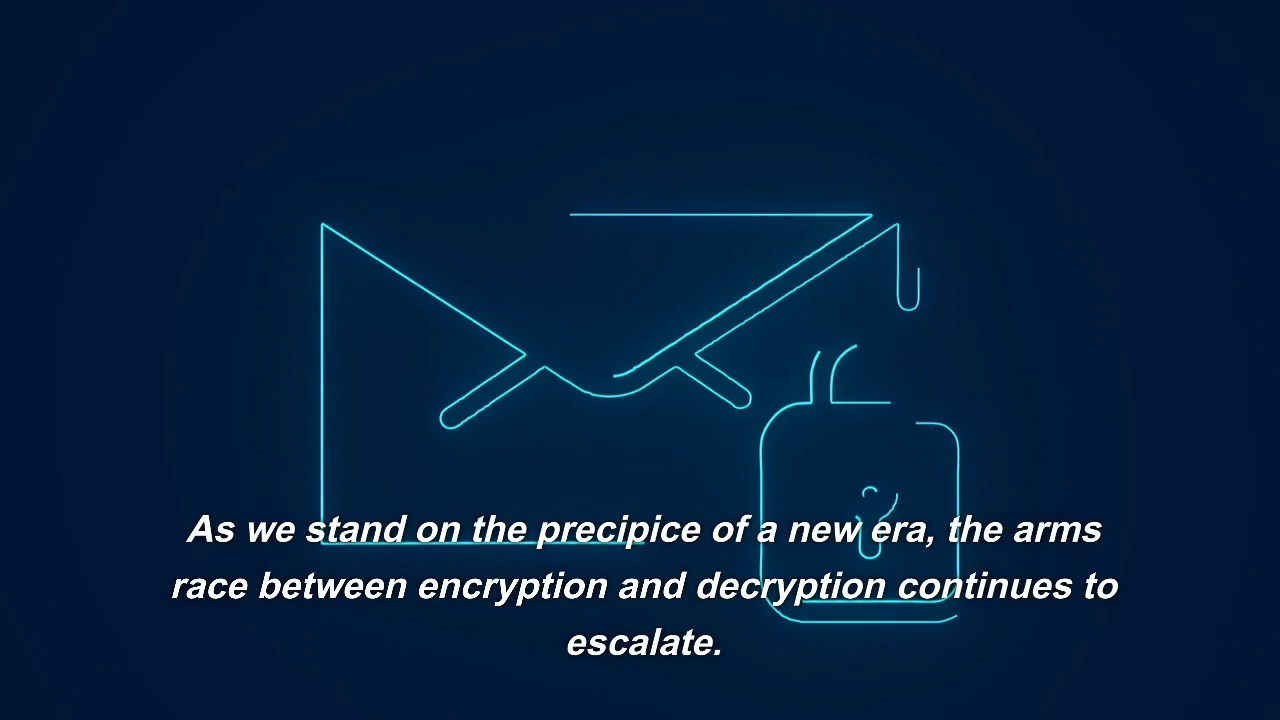 As we stand on the precipice of a new era, the arms
race between encryption and decryption continues to
escalate.